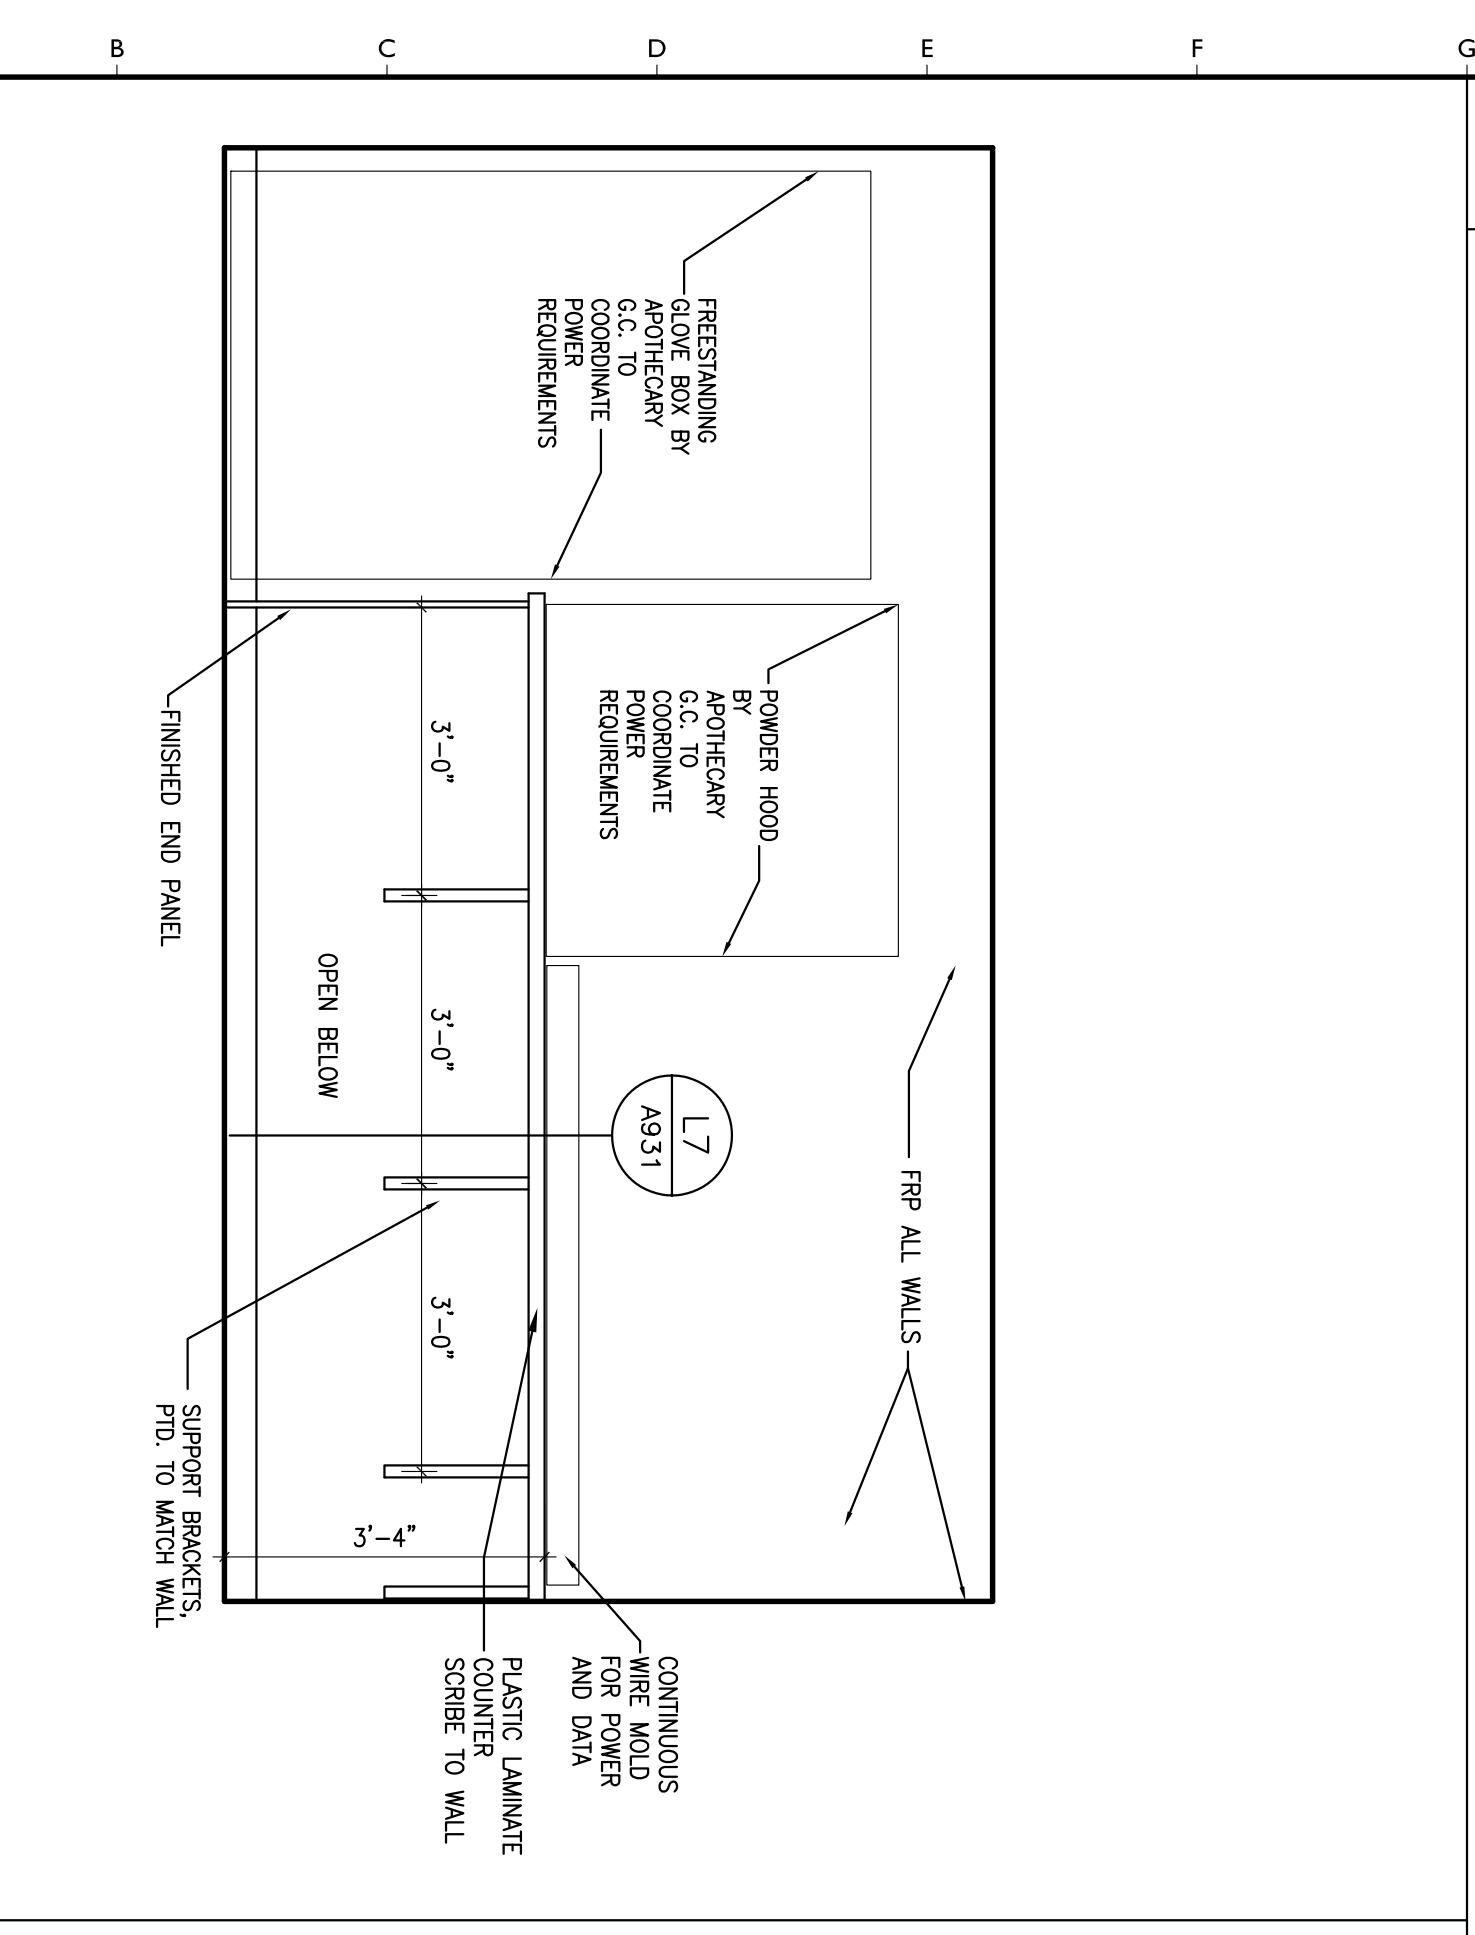 B
C
D
E
F
G
FREESTANDING
GLOVE BOX BY
APOTHECARY
G.C. TO
COORDINATE
POWER
REQUIREMENTS
POWDER HOOD
BY
APOTHECARY
G.C. TO
COORDINATE
POWER
REQUIREMENTS
FRP ALL WALLS
L7
A931
3'-0"
3'-0"
3'-0"
OPEN BELOW
3'-4"
FINISHED END PANEL
SUPPORT BRACKETS,
PTD. TO MATCH WALL
CONTINUOUS
WIRE MOLD
FOR POWER
AND DATA
PLASTIC LAMINATE
COUNTER
SCRIBE TO WALL